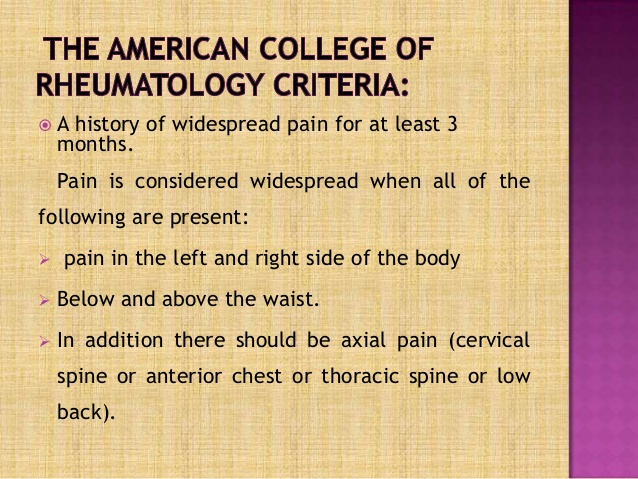 THE AMERICAN COLLEGE OF
RHEUMATOLOGY CRITERIA:
A history of widespread pain for at least 3
months.
Pain is considered widespread when all of the
following are present:
pain in the left and right side of the body
Below and above the waist.
In addition there should be axial pain (cervical
spine or anterior chest or thoracic spine or low
back).